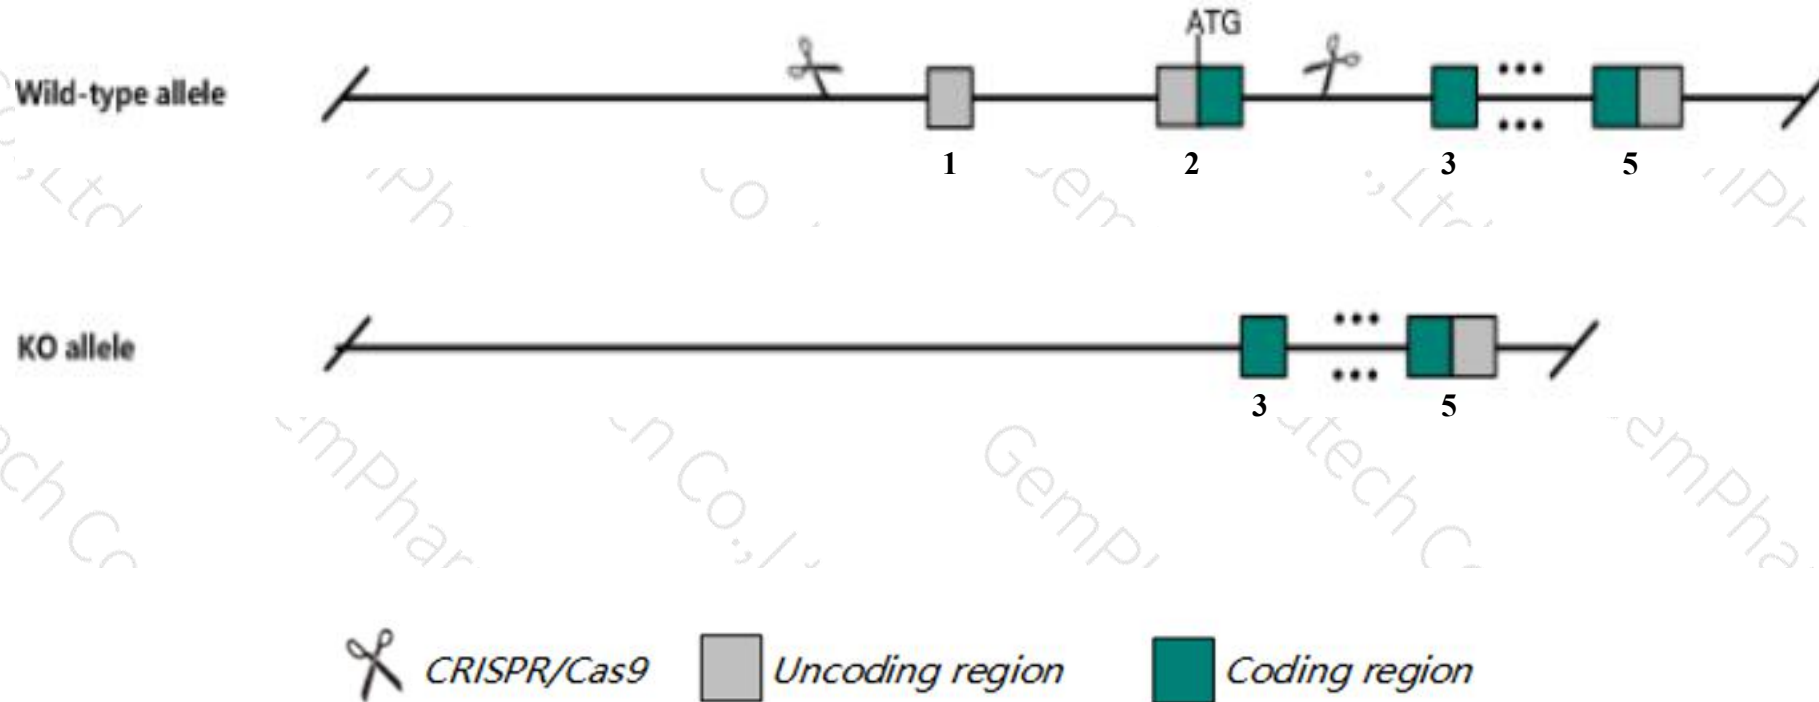 ATG
Wild-type allele
1 2 3 5
KO allele
3 5
CRISPR/Cas9 Uncoding region Coding region